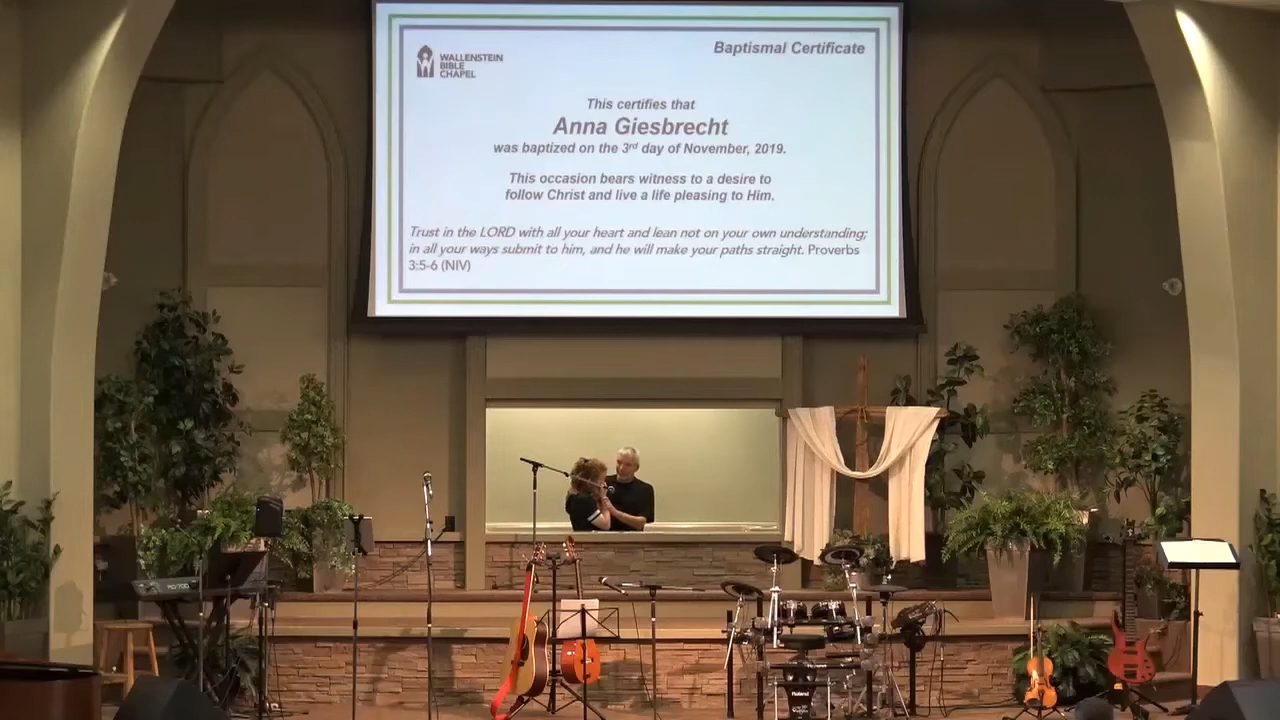 WALLENSTEIN
BIBLE
CHAPEL
Baptismal Certificate
This certifies that
Anna Giesbrecht
was baptized on the 3rd day of November, 2019.
This occasion bears witness to a desire to
follow Christ and live a life pleasing to Him.
Trust in the LORD with all your heart and lean not on your own understanding;
in all your ways submit to him, and he will make your paths straight. Proverbs
3:5-6 (NIV)
Roland